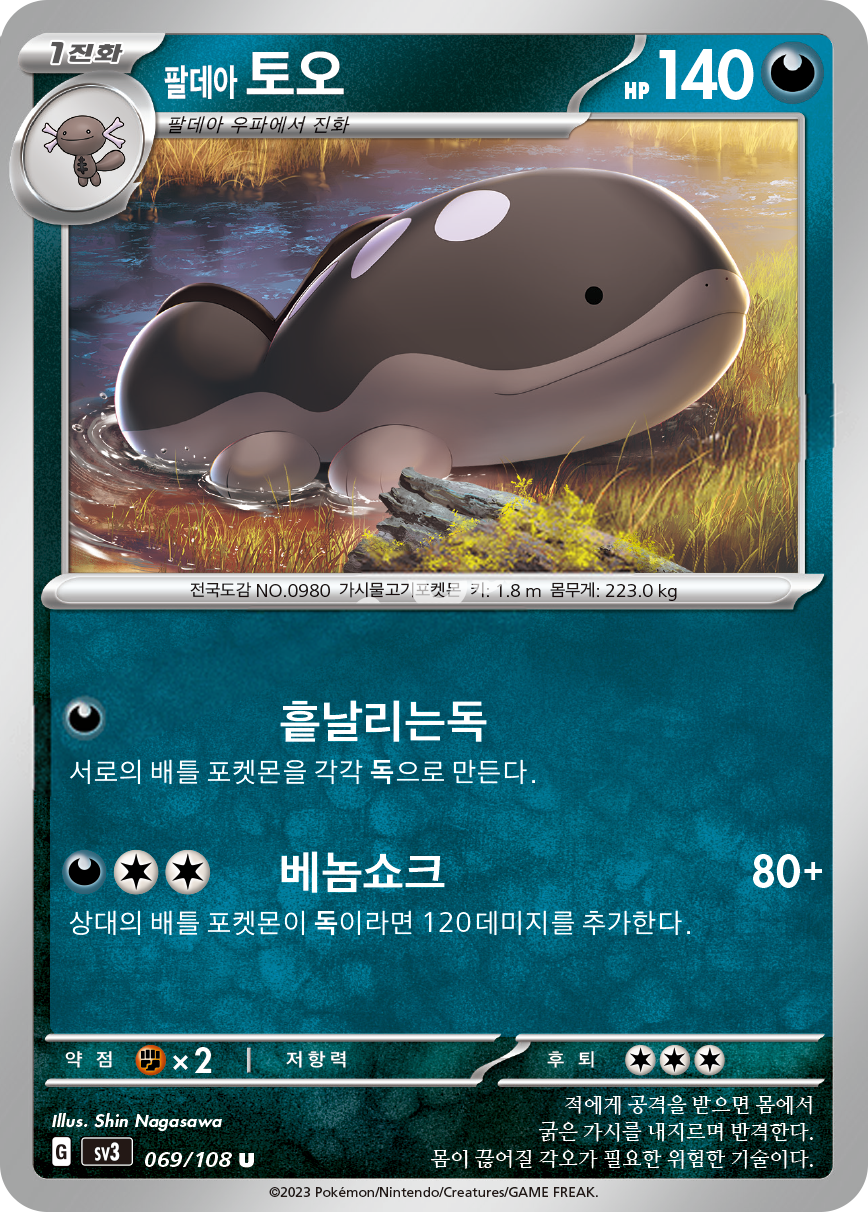 1진화
팔데아 토오
HP 140
팔데아 우파에서 진화
전국도감 NO.0980 가시물고기포켓몬 키: 1.8 m 몸무게: 223.0 kg
흩날리는독
서로의 배틀 포켓몬을 각각 독으로 만든다.
베놈쇼크 80+
상대의 배틀 포켓몬이 독이라면 120데미지를 추가한다.
약점 ×2 저항력 후퇴
Illus. Shin Nagasawa
G sv3 069/108 U
적에게 공격을 받으면 몸에서
굵은 가시를 내지르며 반격한다.
몸이 끊어질 각오가 필요한 위험한 기술이다.
©2023 Pokémon/Nintendo/Creatures/GAME FREAK.